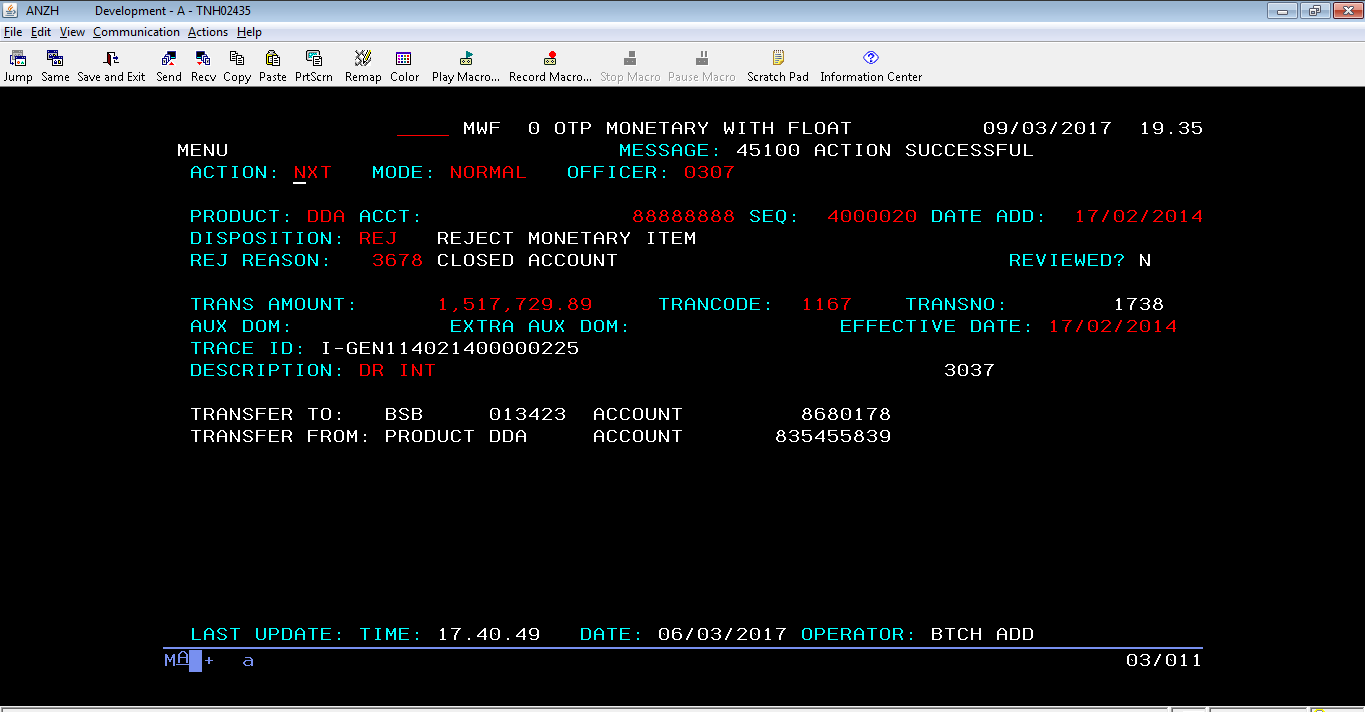 ANZH Development - A - TNH02435
File Edit View Communication Actions Help
Jump Same Save and Exit Send Recv Copy Paste PrtScrn Remap Color Play Macro... Record Macro... Stop Macro Pause Macro Scratch Pad Information Center
_____ MWF 0 OTP MONETARY WITH FLOAT 09/03/2017 19.35
MENU MESSAGE: 45100 ACTION SUCCESSFUL
ACTION: NXT MODE: NORMAL OFFICER: 0307
PRODUCT: DDA ACCT: 88888888 SEQ: 4000020 DATE ADD: 17/02/2014
DISPOSITION: REJ REJECT MONETARY ITEM
REJ REASON: 3678 CLOSED ACCOUNT REVIEWED? N
TRANS AMOUNT: 1,517,729.89 TRANCODE: 1167 TRANSNO: 1738
AUX DOM: EXTRA AUX DOM: EFFECTIVE DATE: 17/02/2014
TRACE ID: I-GEN114021400000225
DESCRIPTION: DR INT 3037
TRANSFER TO: BSB 013423 ACCOUNT 8680178
TRANSFER FROM: PRODUCT DDA ACCOUNT 835455839
LAST UPDATE: TIME: 17.40.49 DATE: 06/03/2017 OPERATOR: BTCH ADD
MA + a 03/011